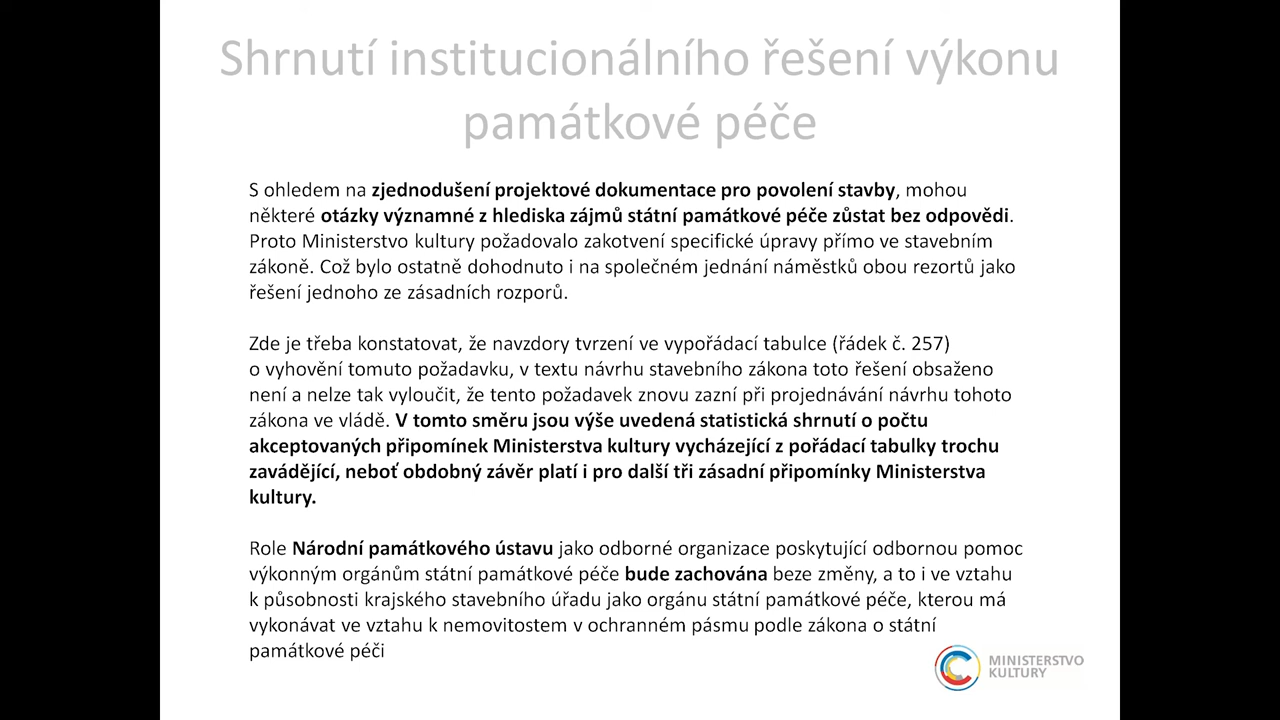 Shrnutí institucionálního řešení výkonu
památkové péče
S ohledem na zjednodušení projektové dokumentace pro povolení stavby, mohou
některé otázky významné z hlediska zájmů státní památkové péče zůstat bez odpovědi.
Proto Ministerstvo kultury požadovalo zakotvení specifické úpravy přímo ve stavebním
zákoně. Což bylo ostatně dohodnuto i na společném jednání náměstků obou rezortů jako
řešení jednoho ze zásadních rozporů.
Zde je třeba konstatovat, že navzdory tvrzení ve vypořádací tabulce (řádek č. 257)
o vyhovění tomuto požadavku, v textu návrhu stavebního zákona toto řešení obsaženo
není a nelze tak vyloučit, že tento požadavek znovu zazní při projednávání návrhu tohoto
zákona ve vládě. V tomto směru jsou výše uvedená statistická shrnutí o počtu
akceptovaných připomínek Ministerstva kultury vycházející z pořádací tabulky trochu
zavádějící, neboť obdobný závěr platí i pro další tři zásadní připomínky Ministerstva
kultury.
Role Národní památkového ústavu jako odborné organizace poskytující odbornou pomoc
výkonným orgánům státní památkové péče bude zachována beze změny, a to i ve vztahu
k působnosti krajského stavebního úřadu jako orgánu státní památkové péče, kterou má
vykonávat ve vztahu k nemovitostem v ochranném pásmu podle zákona o státní
památkové péči
MINISTERSTVO
KULTURY